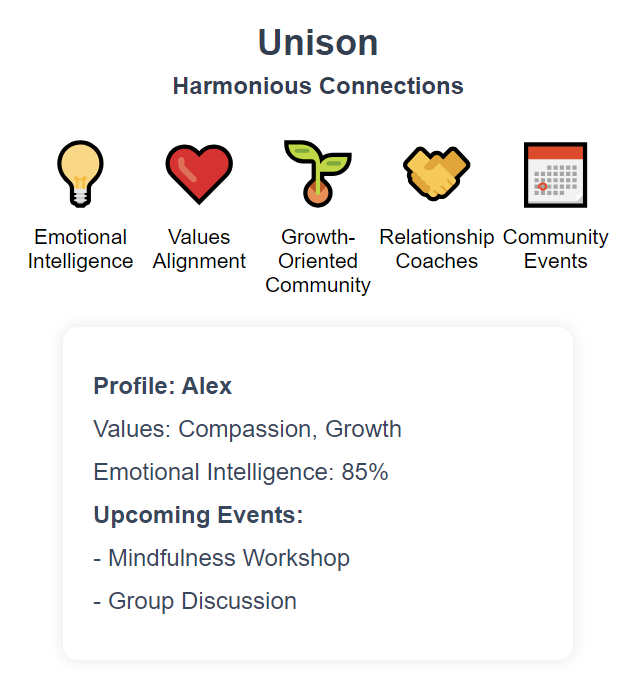 Unison
Harmonious Connections
Emotional
Intelligence
Values
Alignment
Growth-
Oriented
Community
Relationship
Coaches
Community
Events
Profile: Alex
Values: Compassion, Growth
Emotional Intelligence: 85%
Upcoming Events:
- Mindfulness Workshop
- Group Discussion